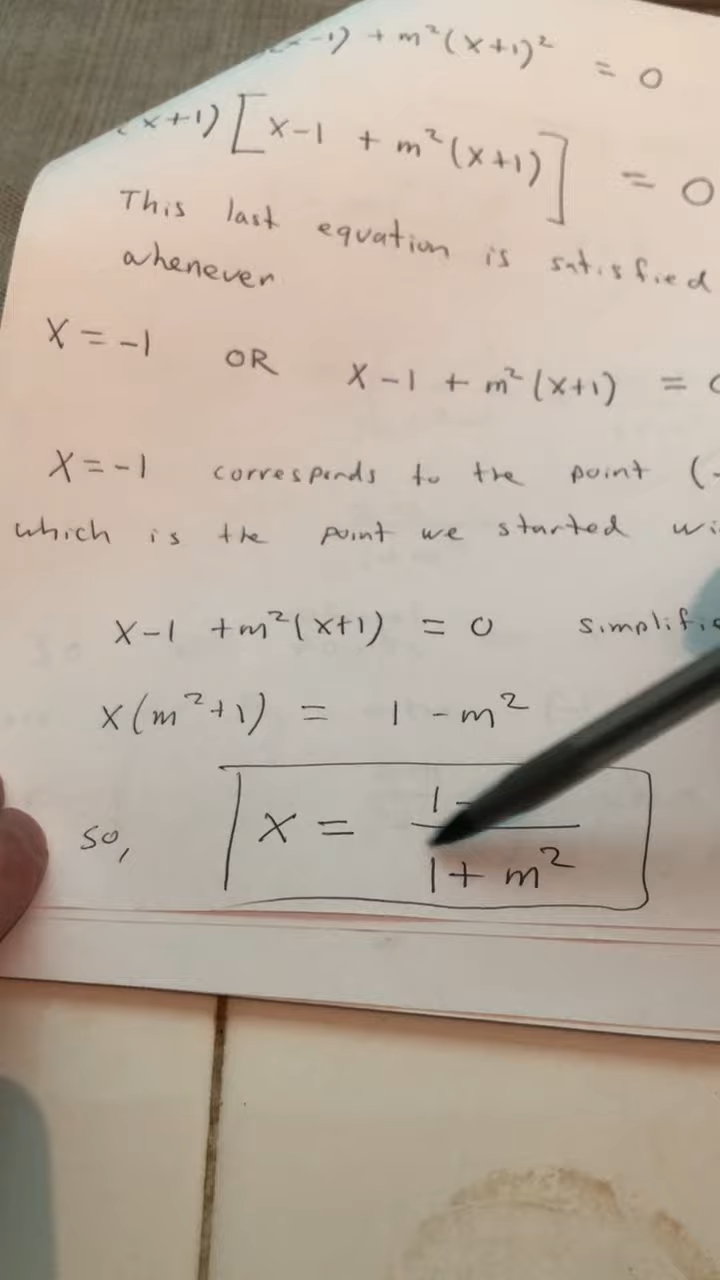 -1) + m²(x+1)² = 0
(x+1)[x-1 + m²(x+1)] = 0
This last equation is satisfied
whenever
x = -1 OR x-1 + m²(x+1) =
x = -1 corresponds to the point (-
which is the point we started
x-1 + m²(x+1) = 0
x(m²+1) = 1 - m²
so, x = 1 - / 1 + m²